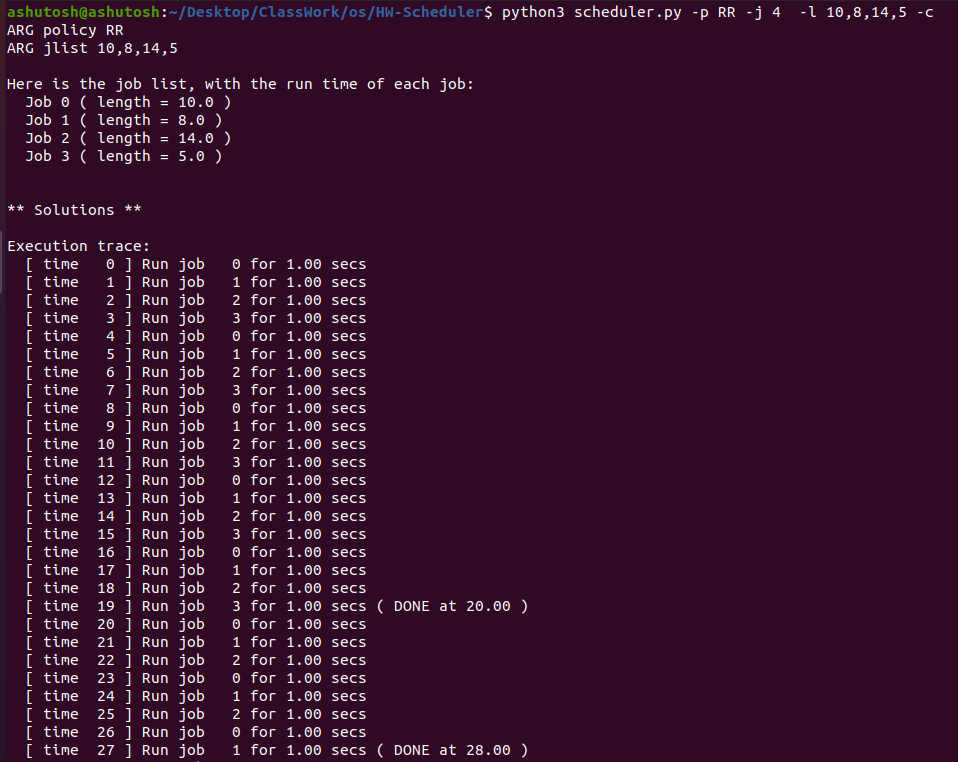 ashutosh@ashutosh:~/Desktop/ClassWork/os/HW-Scheduler$ python3 scheduler.py -p RR -j 4  -l 10,8,14,5 -c
ARG policy RR
ARG jlist 10,8,14,5
Here is the job list, with the run time of each job:
  Job 0 ( length = 10.0 )
  Job 1 ( length = 8.0 )
  Job 2 ( length = 14.0 )
  Job 3 ( length = 5.0 )
** Solutions **
Execution trace:
  [ time   0 ] Run job   0 for 1.00 secs
  [ time   1 ] Run job   1 for 1.00 secs
  [ time   2 ] Run job   2 for 1.00 secs
  [ time   3 ] Run job   3 for 1.00 secs
  [ time   4 ] Run job   0 for 1.00 secs
  [ time   5 ] Run job   1 for 1.00 secs
  [ time   6 ] Run job   2 for 1.00 secs
  [ time   7 ] Run job   3 for 1.00 secs
  [ time   8 ] Run job   0 for 1.00 secs
  [ time   9 ] Run job   1 for 1.00 secs
  [ time  10 ] Run job   2 for 1.00 secs
  [ time  11 ] Run job   3 for 1.00 secs
  [ time  12 ] Run job   0 for 1.00 secs
  [ time  13 ] Run job   1 for 1.00 secs
  [ time  14 ] Run job   2 for 1.00 secs
  [ time  15 ] Run job   3 for 1.00 secs
  [ time  16 ] Run job   0 for 1.00 secs
  [ time  17 ] Run job   1 for 1.00 secs
  [ time  18 ] Run job   2 for 1.00 secs
  [ time  19 ] Run job   3 for 1.00 secs ( DONE at 20.00 )
  [ time  20 ] Run job   0 for 1.00 secs
  [ time  21 ] Run job   1 for 1.00 secs
  [ time  22 ] Run job   2 for 1.00 secs
  [ time  23 ] Run job   0 for 1.00 secs
  [ time  24 ] Run job   1 for 1.00 secs
  [ time  25 ] Run job   2 for 1.00 secs
  [ time  26 ] Run job   0 for 1.00 secs
  [ time  27 ] Run job   1 for 1.00 secs ( DONE at 28.00 )